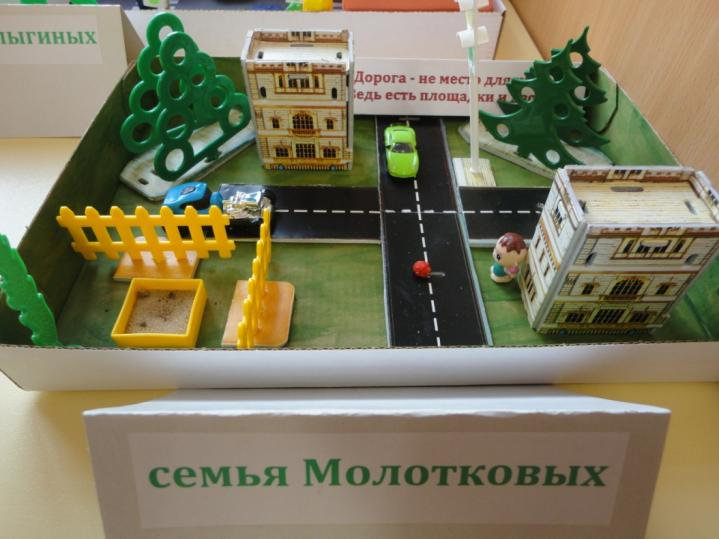 ЛЫГИНЫХ
Дорога - не место для
Ведь есть площадки и
семья Молотковых